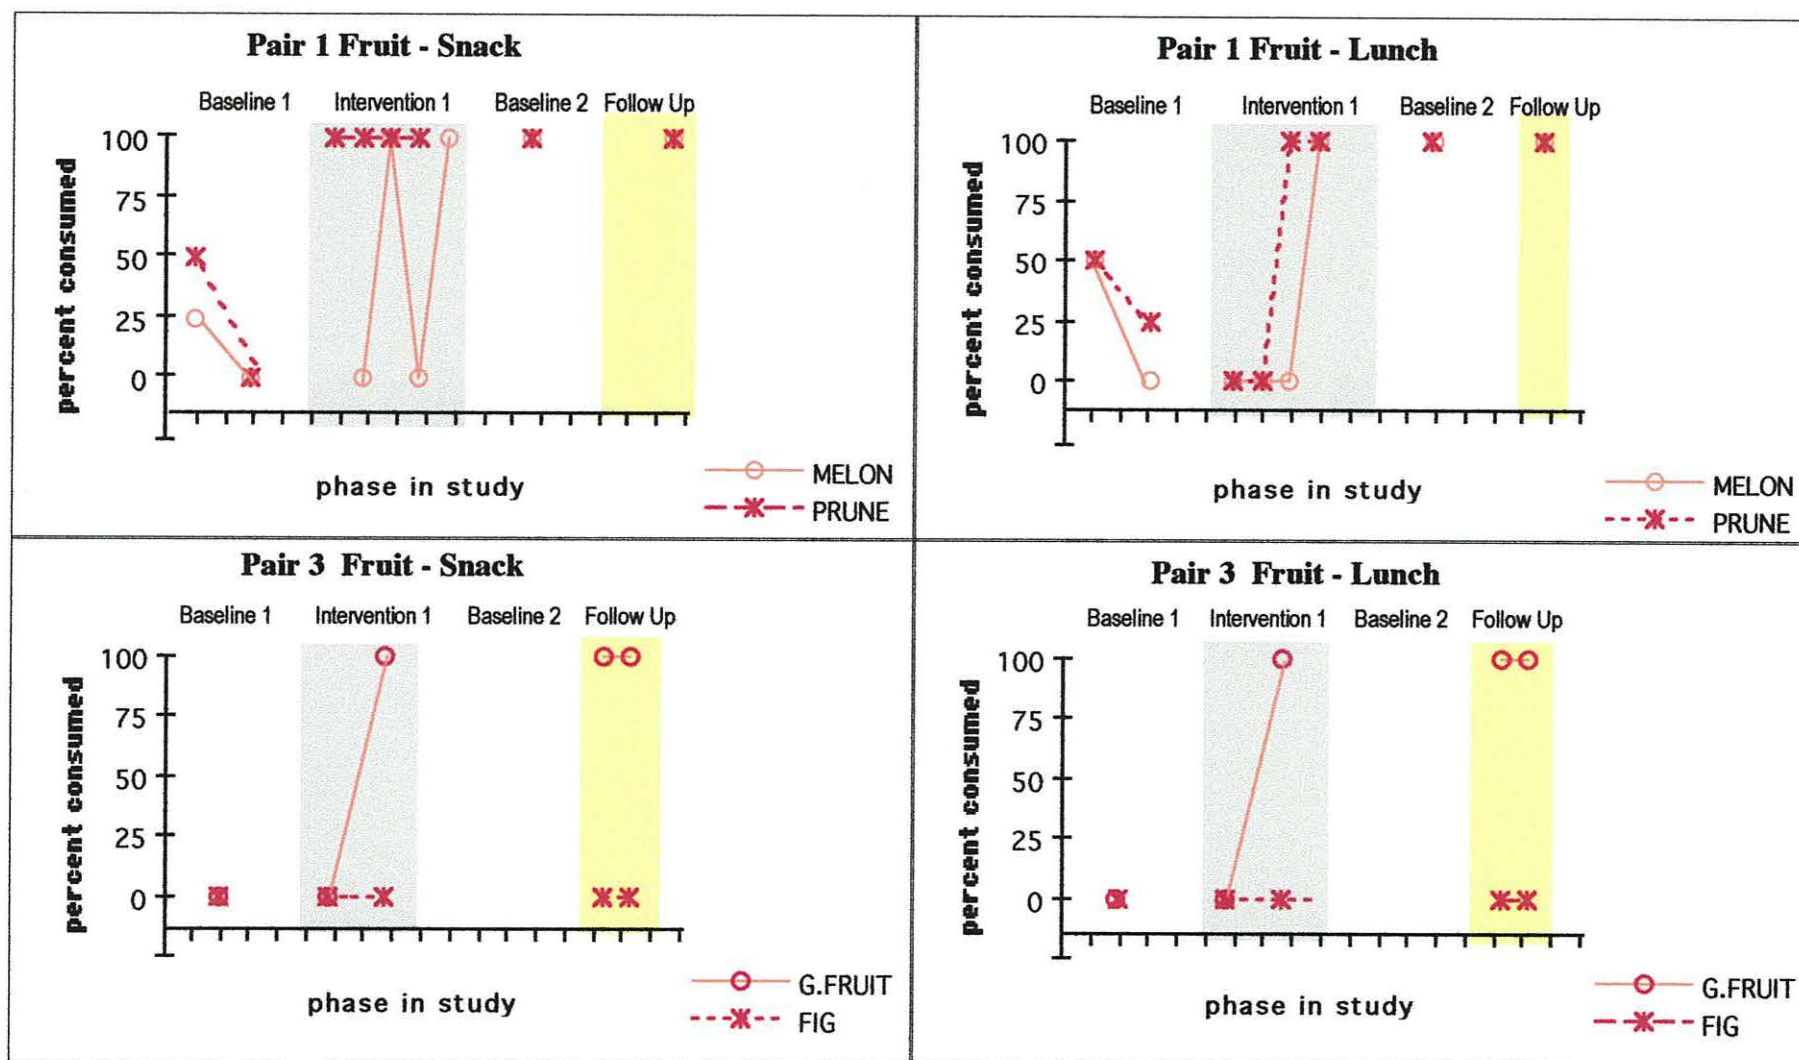 Pair 1 Fruit - Snack
Baseline 1 Intervention 1 Baseline 2 Follow Up
100
75
50
25
0
percent consumed
phase in study
MELON
PRUNE
Pair 1 Fruit - Lunch
Baseline 1 Intervention 1 Baseline 2 Follow Up
100
75
50
25
0
percent consumed
phase in study
MELON
PRUNE
Pair 3 Fruit - Snack
Baseline 1 Intervention 1 Baseline 2 Follow Up
100
75
50
25
0
percent consumed
phase in study
G.FRUIT
FIG
Pair 3 Fruit - Lunch
Baseline 1 Intervention 1 Baseline 2 Follow Up
100
75
50
25
0
percent consumed
phase in study
G.FRUIT
FIG